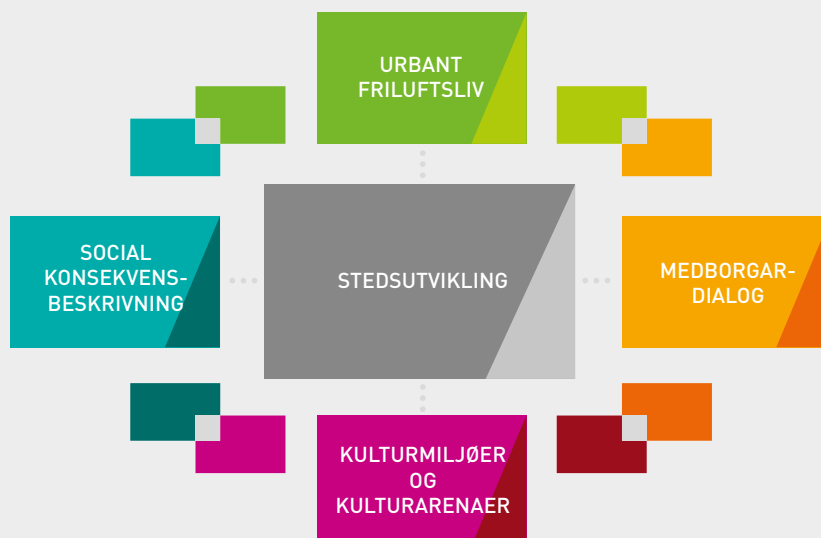 URBANT
FRILUFTSLIV
SOCIAL
KONSEKVENS-
BESKRIVNING
STEDSUTVIKLING
MEDBORGAR-
DIALOG
KULTURMILJØER
OG
KULTURARENAER